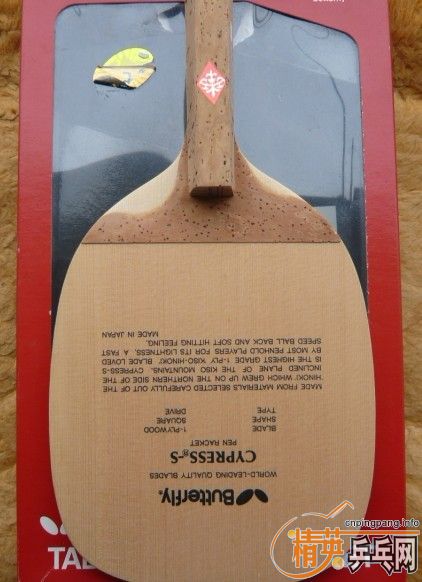 Butterfly.
WORLD-LEADING QUALITY BLADES
CYPRESS®-S
PEN RACKET
BLADE 1-PLYWOOD
SHAPE SQUARE
TYPE DRIVE
MADE FROM MATERIALS SELECTED CAREFULLY OUT OF THE
HINOKI WHICH GREW UP ON THE NORTHERN SIDE OF THE
INCLINED PLANE OF THE KISO MOUNTAINS. CYPRESS-S
IS THE HIGHEST GRADE 1-PLY 'KISO-HINOKI' BLADE LOVED
BY MOST PENHOLD PLAYERS FOR ITS LIGHTNESS, A FAST
SPEED BALL BACK AND SOFT HITTING FEELING.
MADE IN JAPAN
TAB
cnpingpang.info
精英乒乓网